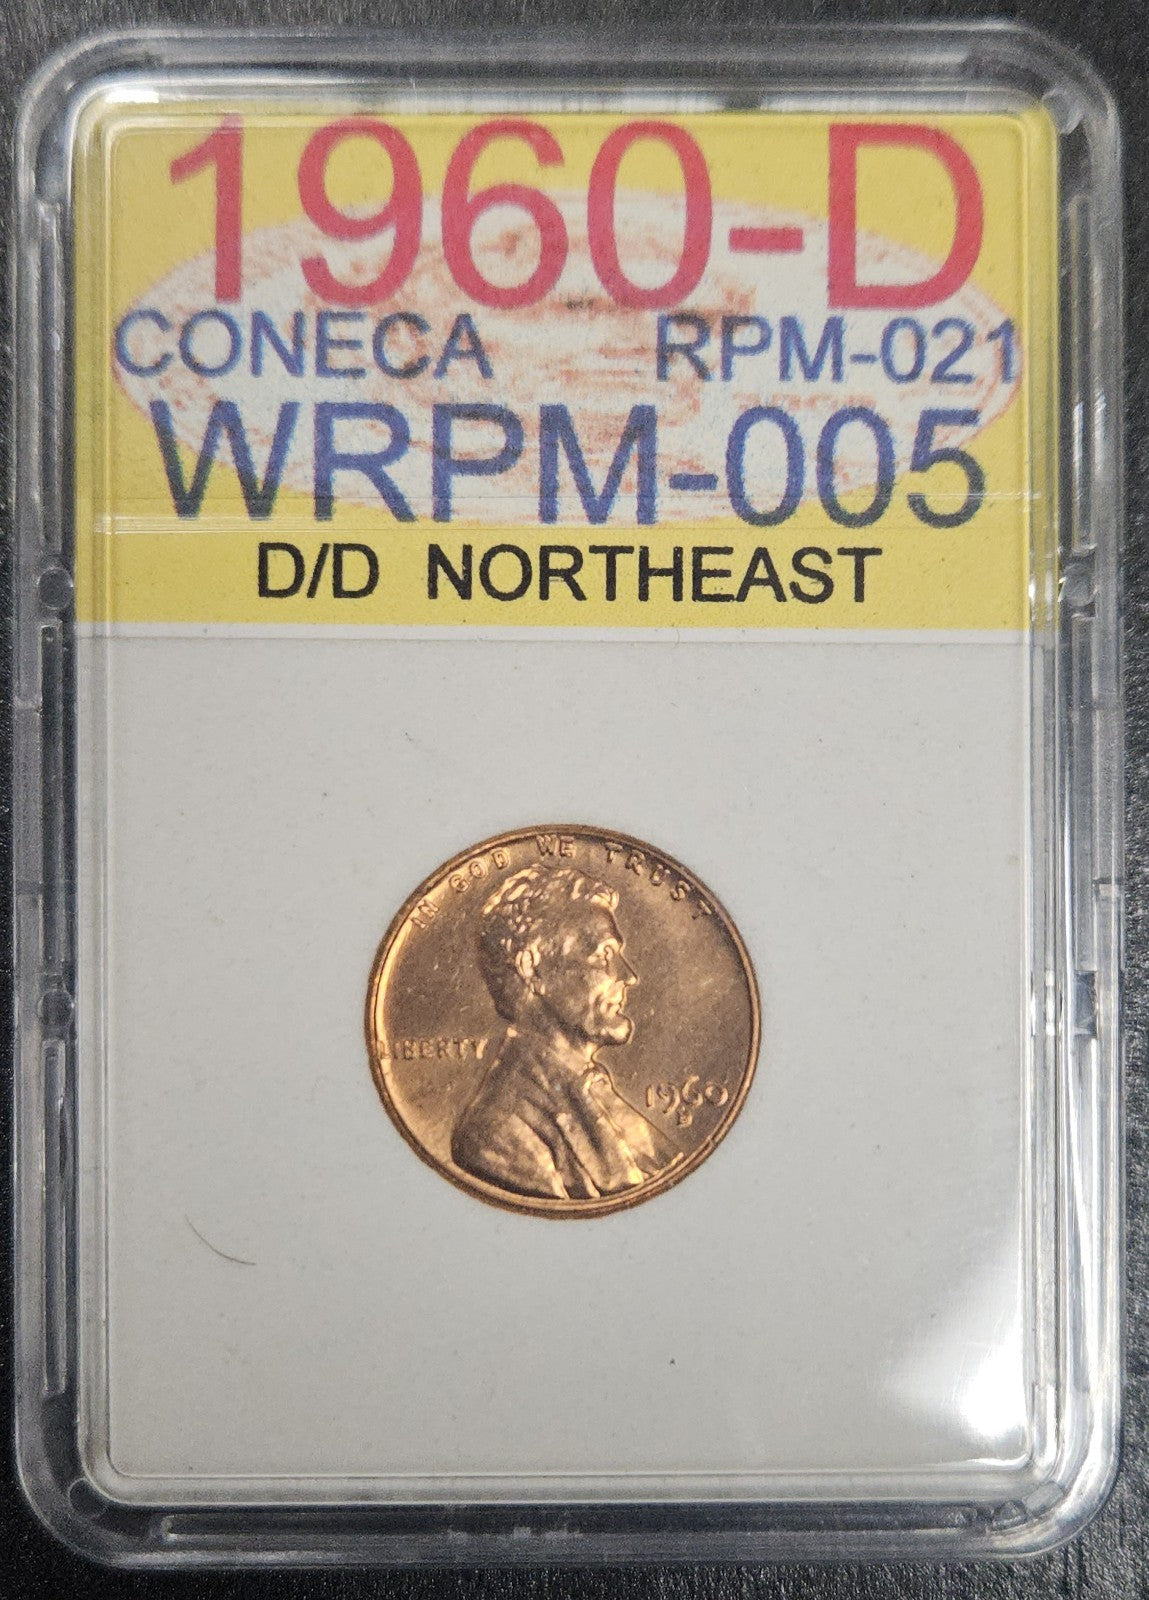 1960-D
CONECA RPM-021
WRPM-005
D/D NORTHEAST
IN GOD WE TRUST
LIBERTY
1960
D